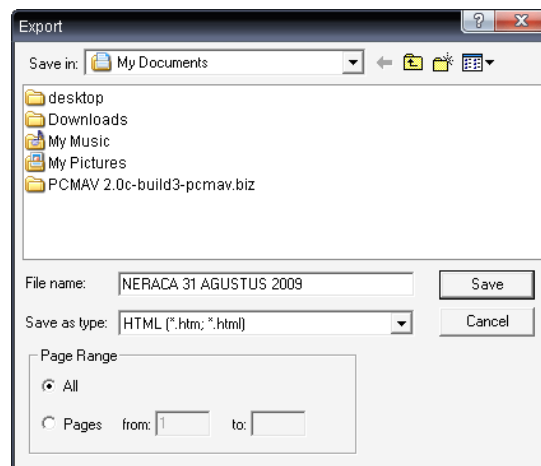 Export
Save in: My Documents
desktop
Downloads
My Music
My Pictures
PCMAV 2.0c-build3-pcmav.biz
File name: NERACA 31 AGUSTUS 2009 Save
Save as type: HTML (*.htm; *.html) Cancel
Page Range
All
Pages from: 1 to: